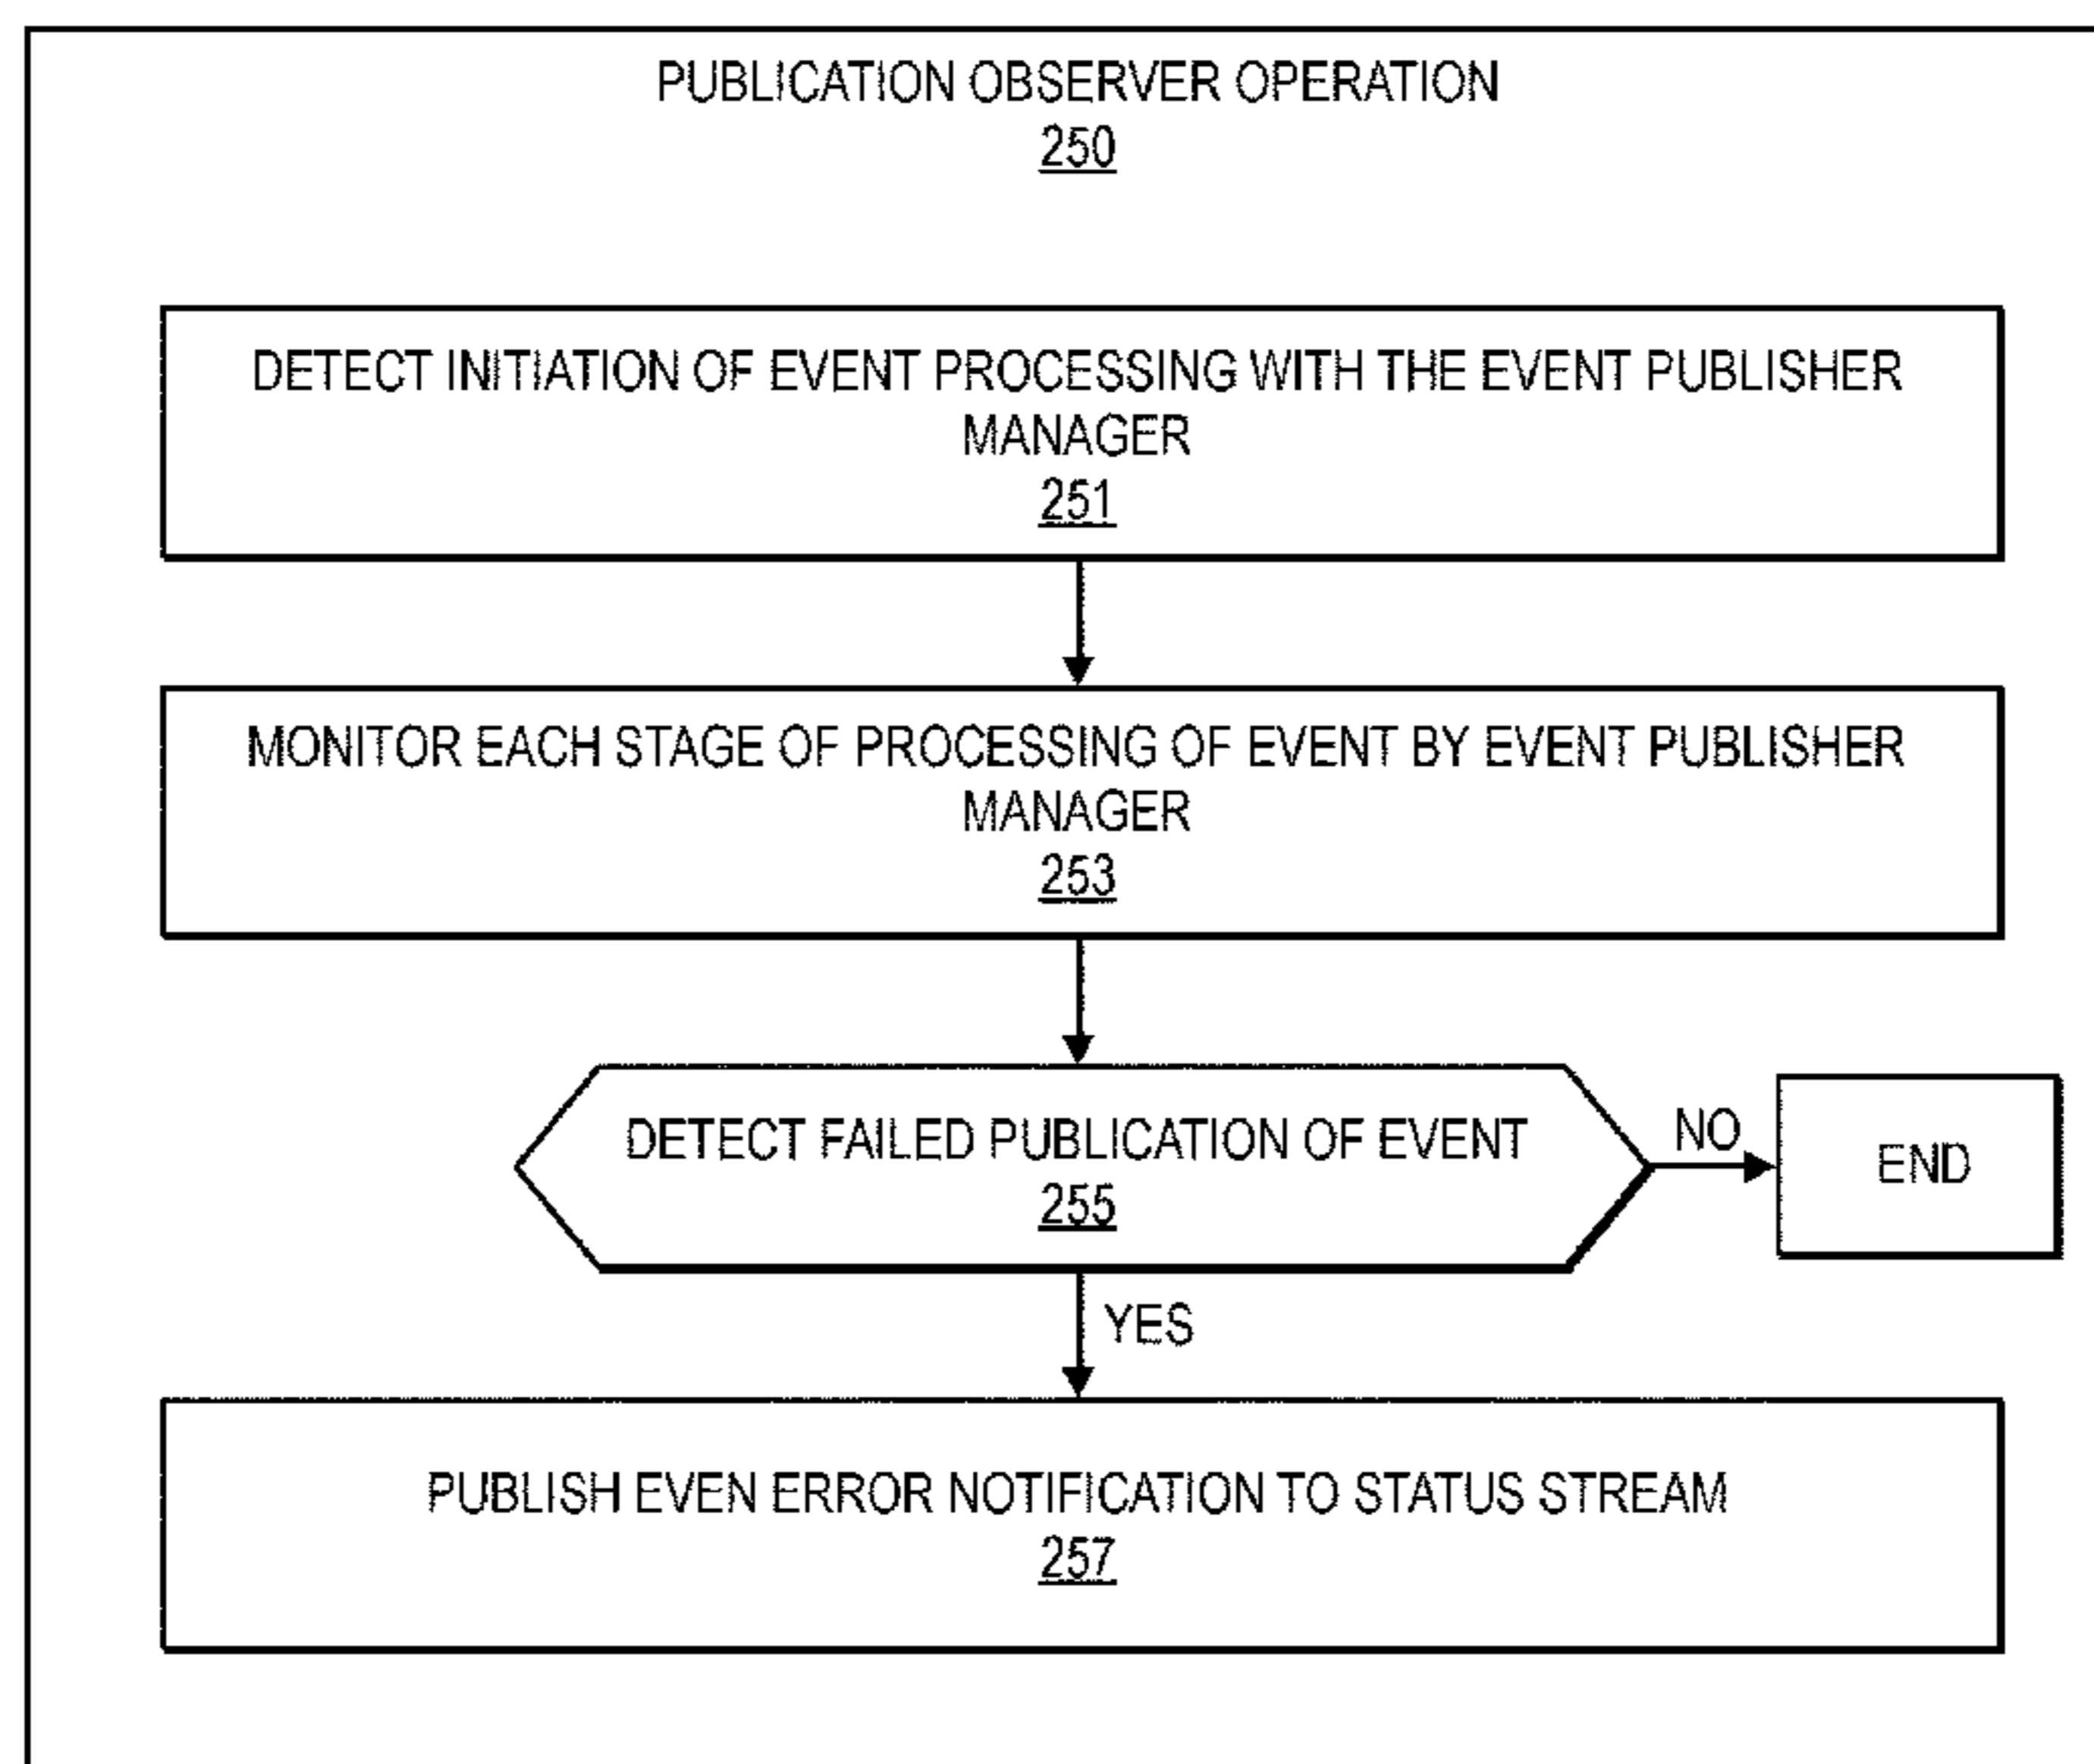 PUBLICATION OBSERVER OPERATION
250
DETECT INITIATION OF EVENT PROCESSING WITH THE EVENT PUBLISHER
MANAGER
251
MONITOR EACH STAGE OF PROCESSING OF EVENT BY EVENT PUBLISHER
MANAGER
253
DETECT FAILED PUBLICATION OF EVENT
255
NO
END
YES
PUBLISH EVEN ERROR NOTIFICATION TO STATUS STREAM
257